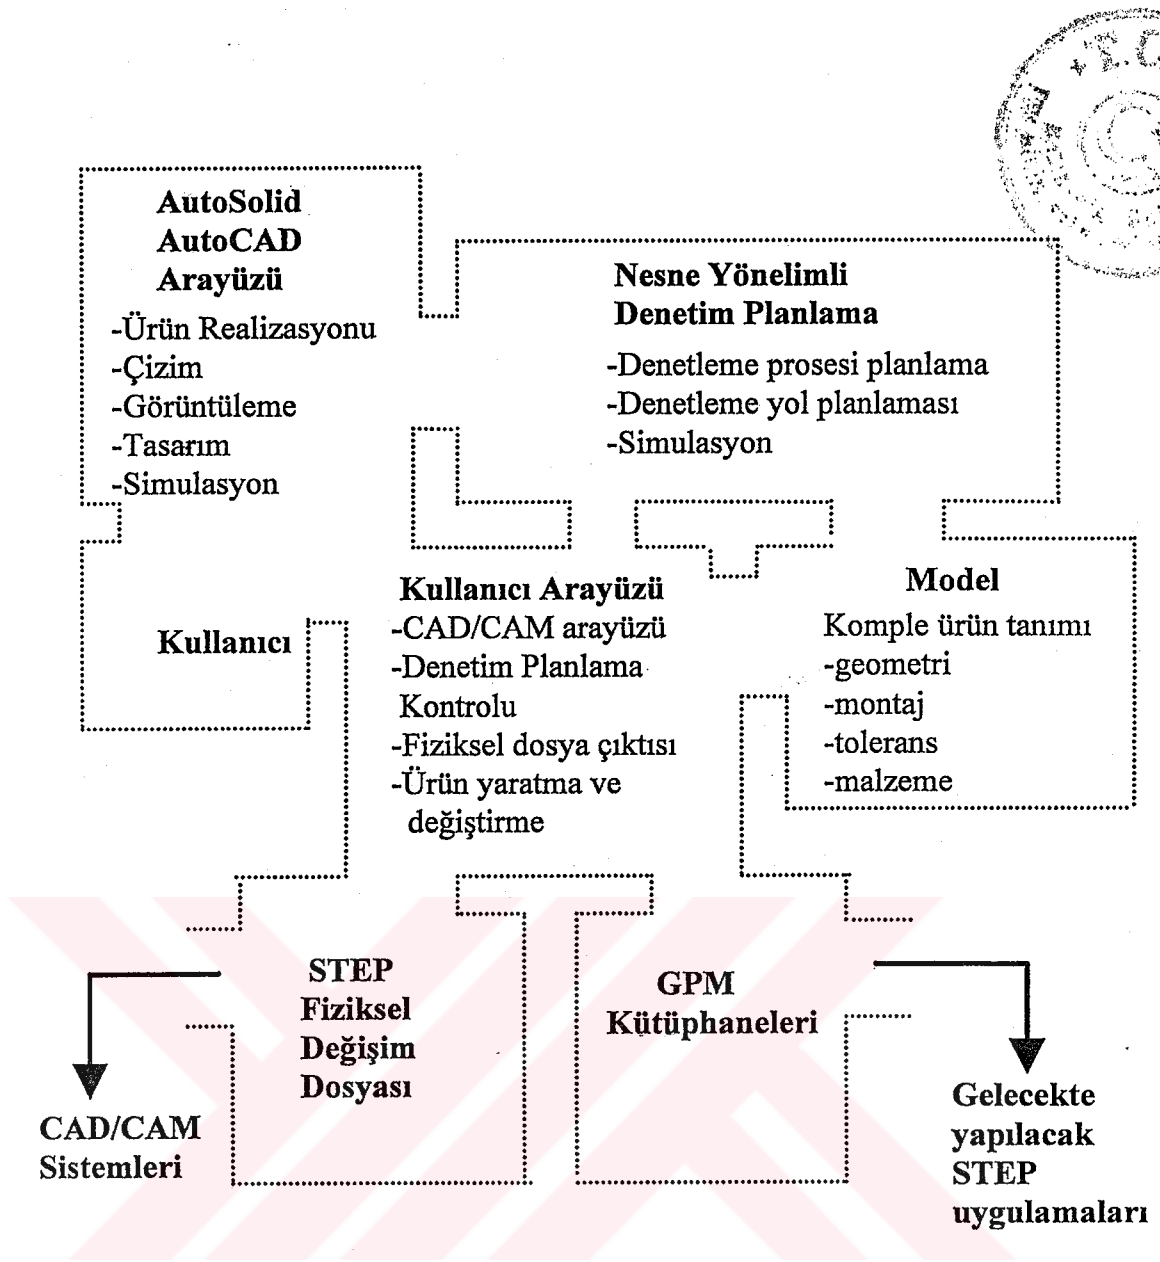 T.C.
AutoSolid
AutoCAD
Arayüzü
-Ürün Realizasyonu
-Çizim
-Görüntüleme
-Tasarım
-Simulasyon
Nesne Yönelimli
Denetim Planlama
-Denetleme prosesi planlama
-Denetleme yol planlaması
-Simulasyon
Kullanıcı
Kullanıcı Arayüzü
-CAD/CAM arayüzü
-Denetim Planlama
Kontrolu
-Fiziksel dosya çıktısı
-Ürün yaratma ve
değiştirme
Model
Komple ürün tanımı
-geometri
-montaj
-tolerans
-malzeme
STEP
Fiziksel
Değişim
Dosyası
GPM
Kütüphaneleri
CAD/CAM
Sistemleri
Gelecekte
yapılacak
STEP
uygulamaları